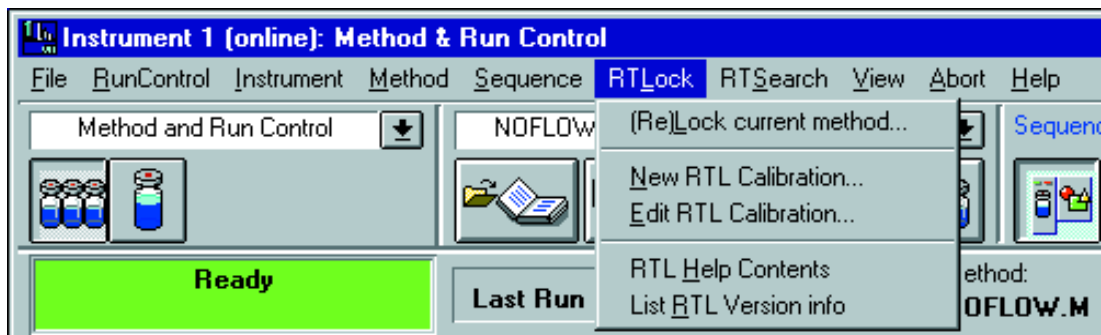 Instrument 1 (online): Method & Run Control
File RunControl Instrument Method Sequence RTLock RTSearch View Abort Help
Method and Run Control
NOFLOW
(Re)Lock current method...
New RTL Calibration...
Edit RTL Calibration...
RTL Help Contents
List RTL Version info
Sequenc
Ready
Last Run
ethod:
OFLOW.M